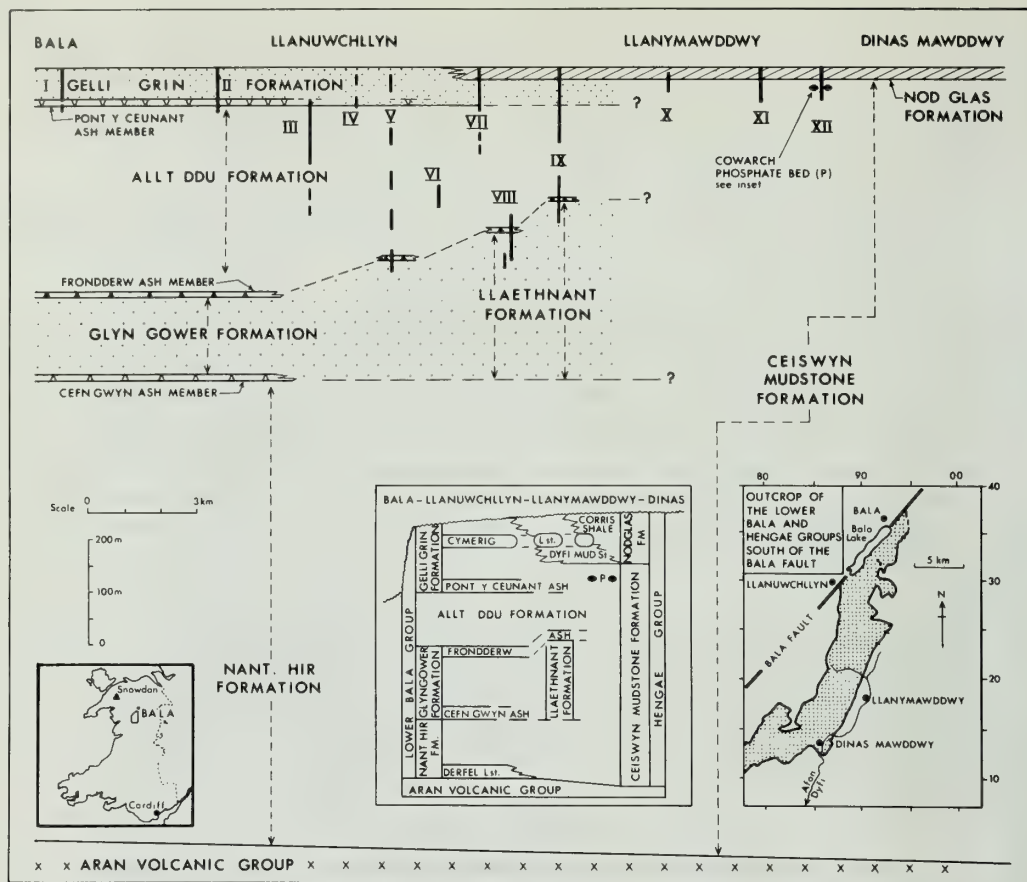 BALA
LLANUWCHLLYN
LLANYMAWDDWY
DINAS MAWDDWY
I
GELLI GRIN
II
FORMATION
PONT Y CEUNANT
ASH MEMBER
III
IV
V
VII
IX
X
XI
XII
NOD GLAS
FORMATION
?
ALLT DDU FORMATION
VI
VIII
COWARCH
PHOSPHATE BED (P)
see inset
?
FRONDDERW ASH MEMBER
GLYN GOWER FORMATION
LLAETHNANT
FORMATION
CEFN GWYN ASH MEMBER
?
CEISWYN
MUDSTONE
FORMATION
Scale
0
3 km
200 m
100 m
0
NANT. HIR
FORMATION
Snowdon
BALA
Cardiff
BALA-LLANUWCHLLYN-LLANYMAWDDWY-DINAS
LOWER BALA GROUP
GELLI GRIN
FORMATION
CYMERIG
Lst.
CORRIS
SHALE
DYFI MUD St
NODGLAS
FM
PONT Y CEUNANT ASH
P
ALLT DDU FORMATION
ASH
FRONDDERW
NANT HIR
FM.
GLYNGOWER
FORMATION
LLAETHNANT
FORMATION
CEFN GWYN ASH
DERFEL Lst.
CEISWYN MUDSTONE FORMATION
HENGAE GROUP
ARAN VOLCANIC GROUP
80
90
00
40
30
20
10
OUTCROP OF
THE LOWER
BALA AND
HENGAE GROUPS
SOUTH OF THE
BALA FAULT
BALA
Bala
Lake
5 km
LLANUWCHLLYN
N
BALA FAULT
LLANYMAWDDWY
DINAS MAWDDWY
Afon
Dyfi
x x ARAN VOLCANIC GROUP x x x x x x x x x x x x x x